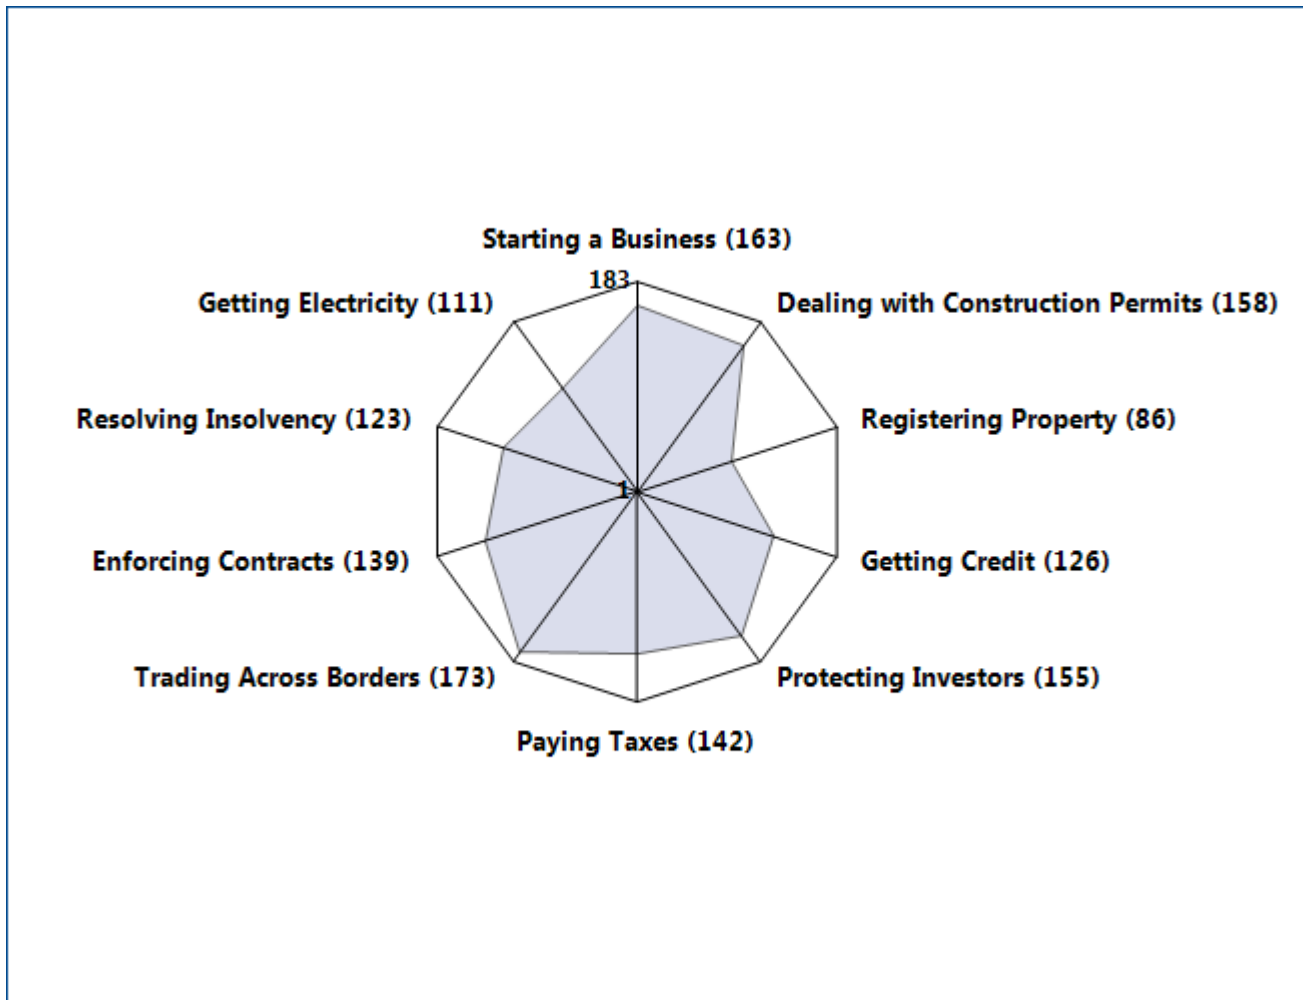 Starting a Business (163)
183
Getting Electricity (111)
Dealing with Construction Permits (158)
Resolving Insolvency (123)
Registering Property (86)
1
Enforcing Contracts (139)
Getting Credit (126)
Trading Across Borders (173)
Protecting Investors (155)
Paying Taxes (142)